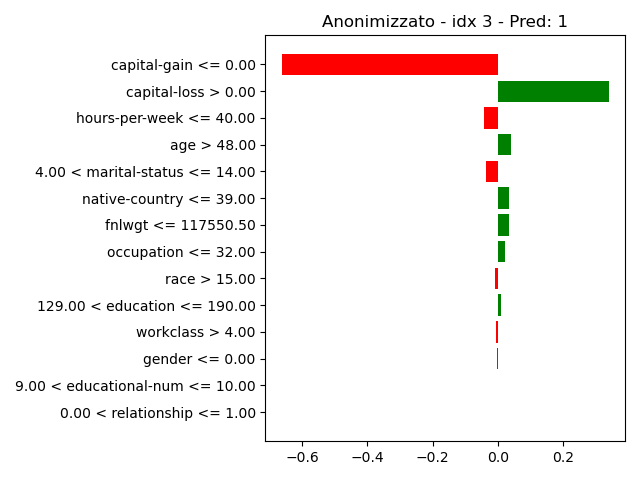 Anonimizzato - idx 3 - Pred: 1
capital-gain <= 0.00
capital-loss > 0.00
hours-per-week <= 40.00
age > 48.00
4.00 < marital-status <= 14.00
native-country <= 39.00
fnlwgt <= 117550.50
occupation <= 32.00
race > 15.00
129.00 < education <= 190.00
workclass > 4.00
gender <= 0.00
9.00 < educational-num <= 10.00
0.00 < relationship <= 1.00
−0.6 −0.4 −0.2 0.0 0.2